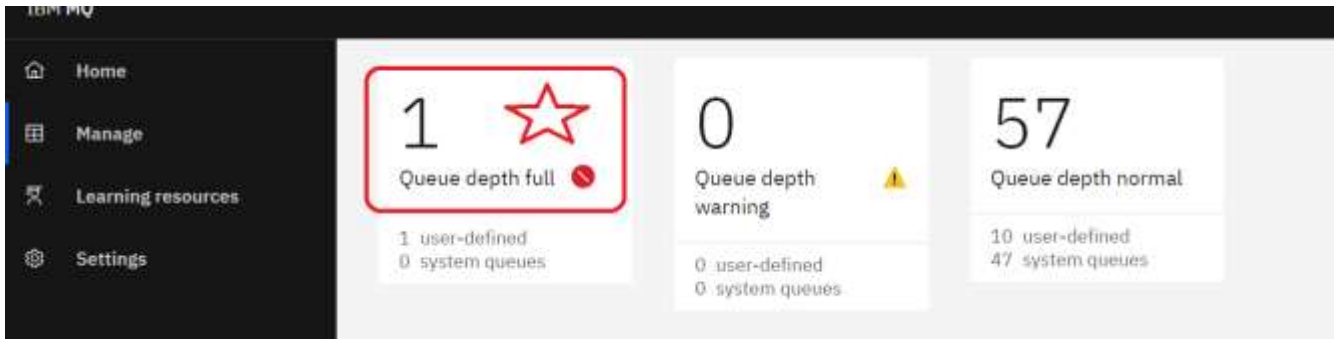 IBM MQ
Home
Manage
Learning resources
Settings
1
Queue depth full
1 user-defined
0 system queues
0
Queue depth
warning
0 user-defined
0 system queues
57
Queue depth normal
10 user-defined
47 system queues